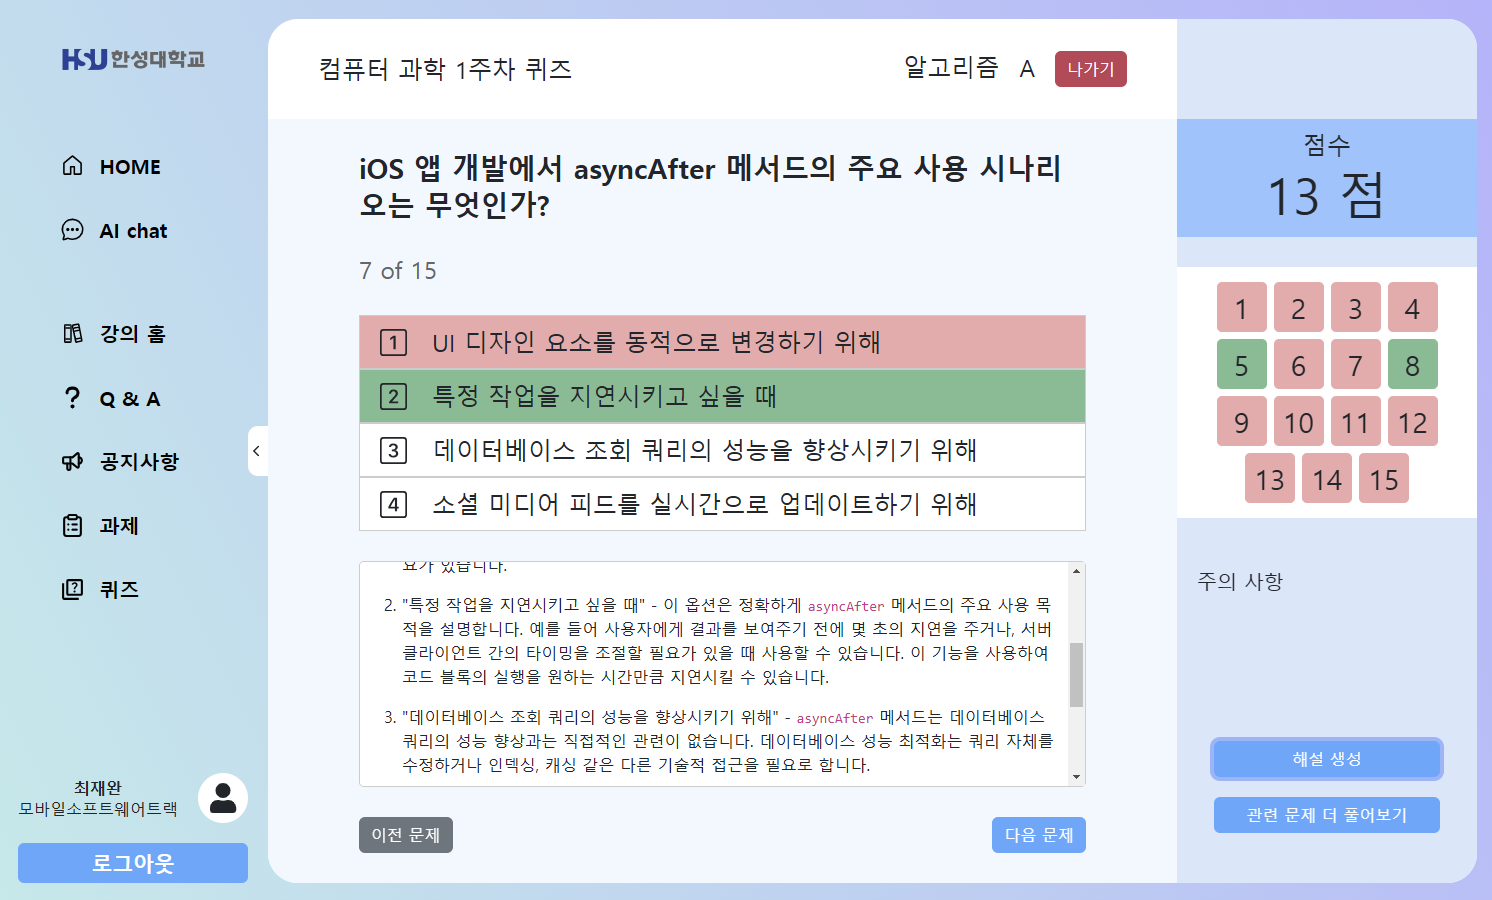 HSU 한성대학교
HOME
AI chat
강의 홈
Q & A
공지사항
과제
퀴즈
최재완
모바일소프트웨어트랙
로그아웃
컴퓨터 과학 1주차 퀴즈
알고리즘 A 나가기
iOS 앱 개발에서 asyncAfter 메서드의 주요 사용 시나리
오는 무엇인가?
7 of 15
1 UI 디자인 요소를 동적으로 변경하기 위해
2 특정 작업을 지연시키고 싶을 때
3 데이터베이스 조회 쿼리의 성능을 향상시키기 위해
4 소셜 미디어 피드를 실시간으로 업데이트하기 위해
요가 있습니다.
2. "특정 작업을 지연시키고 싶을 때" - 이 옵션은 정확하게 asyncAfter 메서드의 주요 사용 목
적을 설명합니다. 예를 들어 사용자에게 결과를 보여주기 전에 몇 초의 지연을 주거나, 서버
클라이언트 간의 타이밍을 조절할 필요가 있을 때 사용할 수 있습니다. 이 기능을 사용하여
코드 블록의 실행을 원하는 시간만큼 지연시킬 수 있습니다.
3. "데이터베이스 조회 쿼리의 성능을 향상시키기 위해" - asyncAfter 메서드는 데이터베이스
쿼리의 성능 향상과는 직접적인 관련이 없습니다. 데이터베이스 성능 최적화는 쿼리 자체를
수정하거나 인덱싱, 캐싱 같은 다른 기술적 접근을 필요로 합니다.
이전 문제
다음 문제
점수
13 점
1 2 3 4
5 6 7 8
9 10 11 12
13 14 15
주의 사항
해설 생성
관련 문제 더 풀어보기